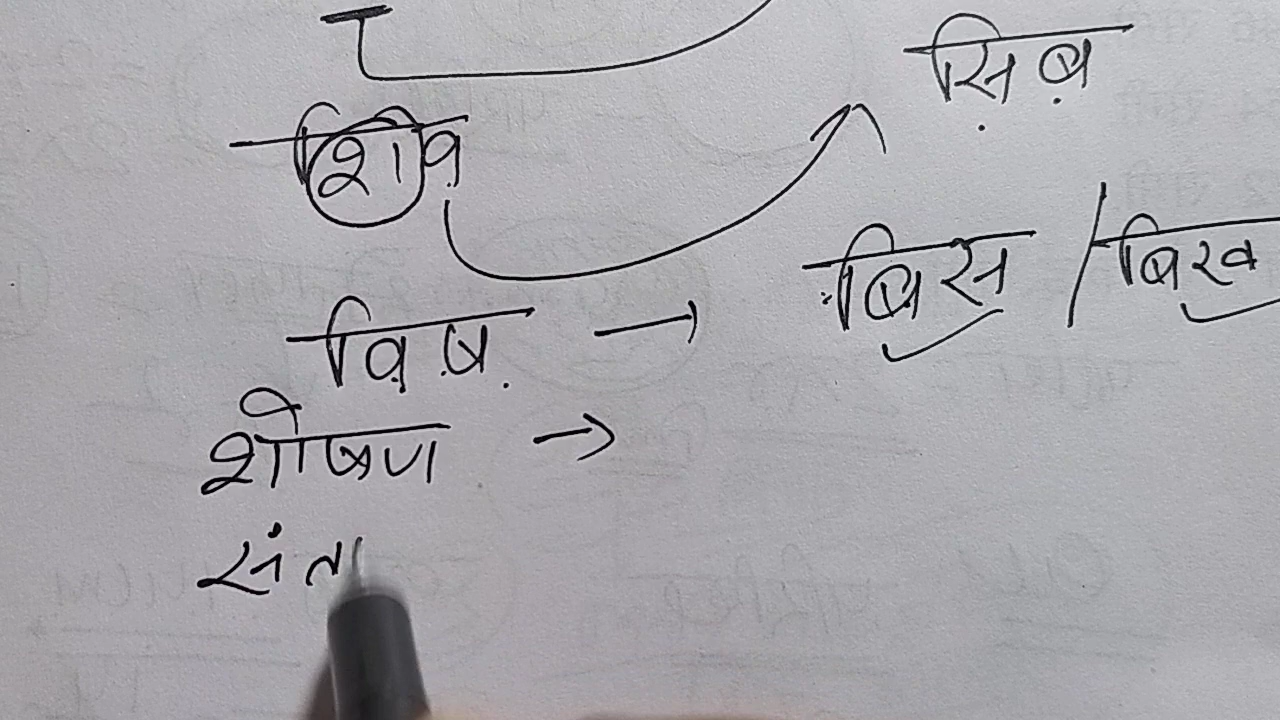 सि़ब़
शिव़
बिस / बिख
वि़ष़ →
शोषण →
संत